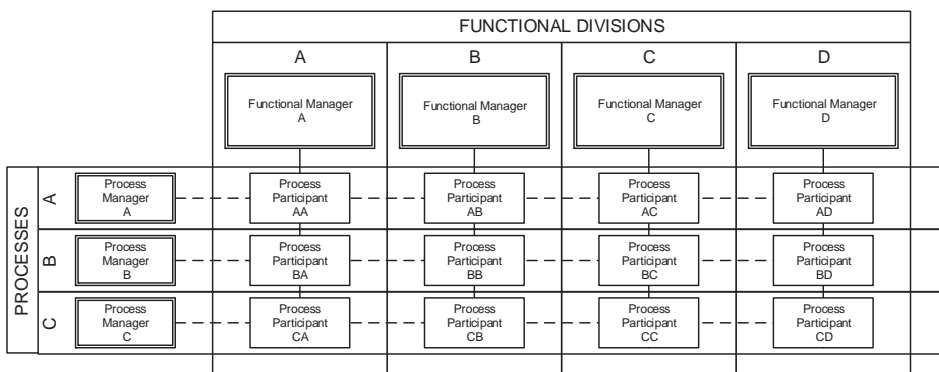 FUNCTIONAL DIVISIONS
A
B
C
D
Functional Manager
A
Functional Manager
B
Functional Manager
C
Functional Manager
D
PROCESSES
A
Process
Manager
A
Process
Participant
AA
Process
Participant
AB
Process
Participant
AC
Process
Participant
AD
B
Process
Manager
B
Process
Participant
BA
Process
Participant
BB
Process
Participant
BC
Process
Participant
BD
C
Process
Manager
C
Process
Participant
CA
Process
Participant
CB
Process
Participant
CC
Process
Participant
CD